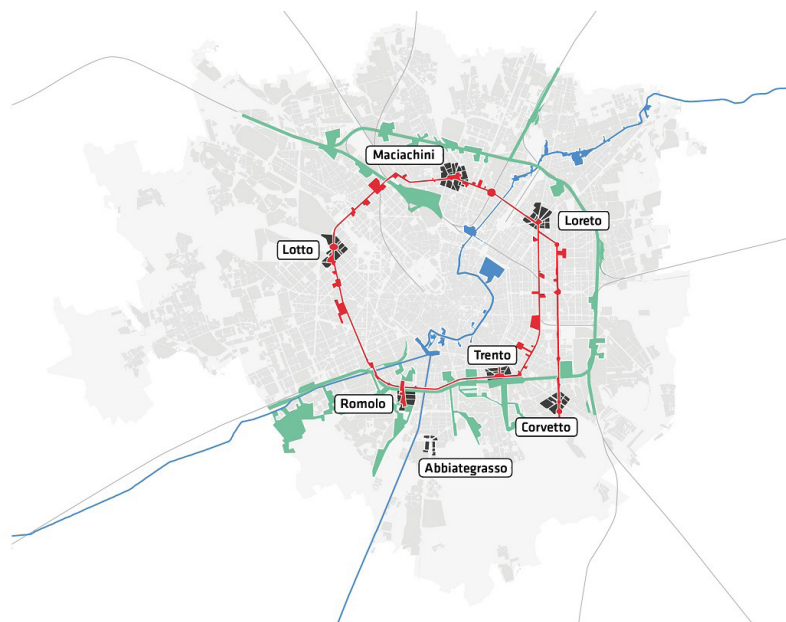 Maciachini
Loreto
Lotto
Trento
Romolo
Corvetto
Abbiategrasso